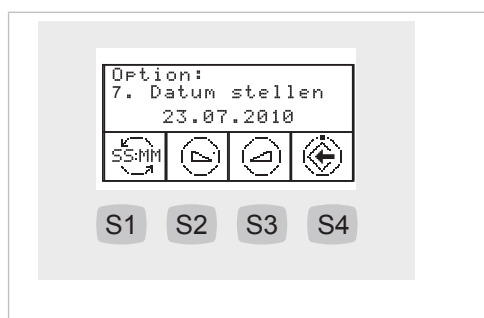 Option:
7. Datum stellen
23.07.2010
SS:MM
S1 S2 S3 S4